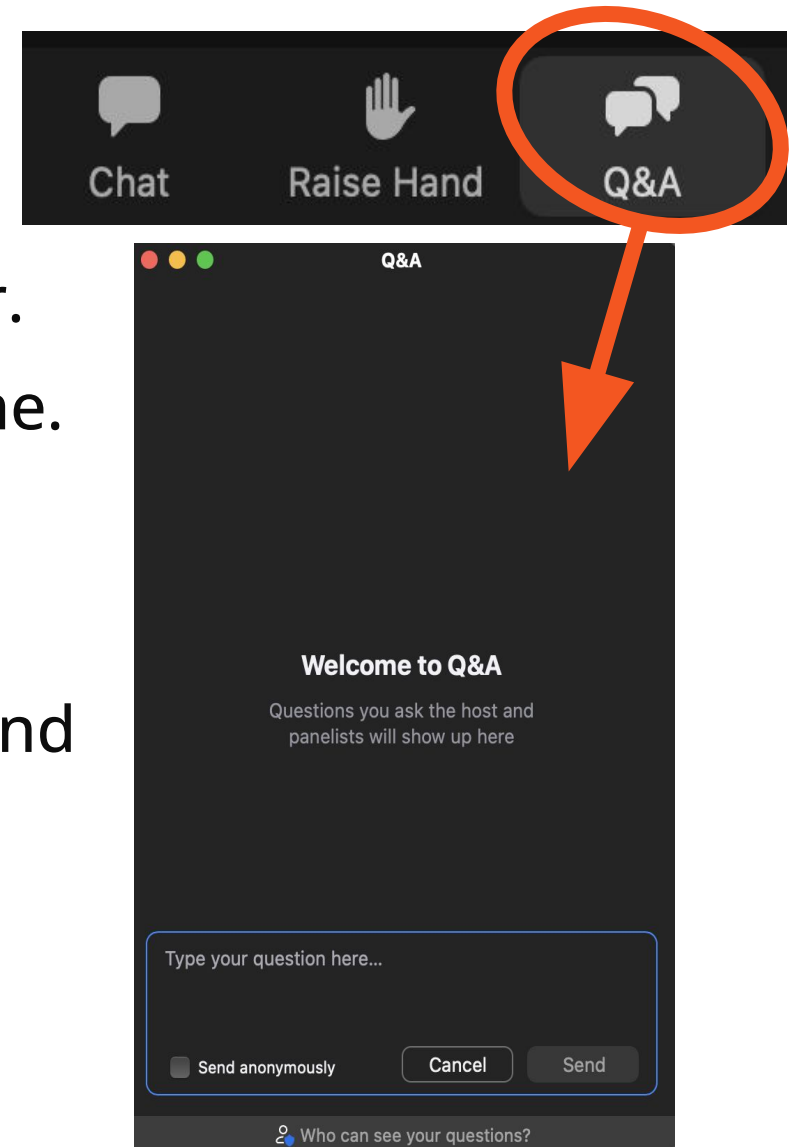 Chat
Raise Hand
Q&A
Q&A
Welcome to Q&A
Questions you ask the host and
panelists will show up here
Type your question here...
Send anonymously
Cancel
Send
Who can see your questions?